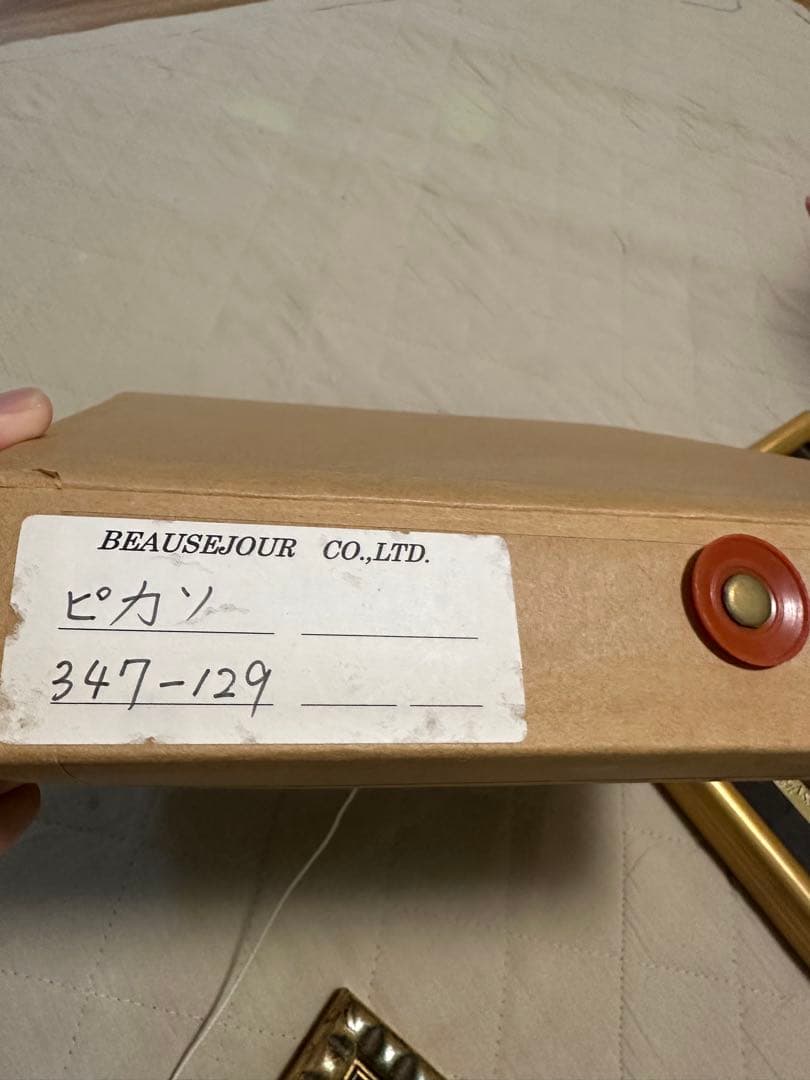 BEAUSEJOUR CO.,LTD.
ピカソ
347-129